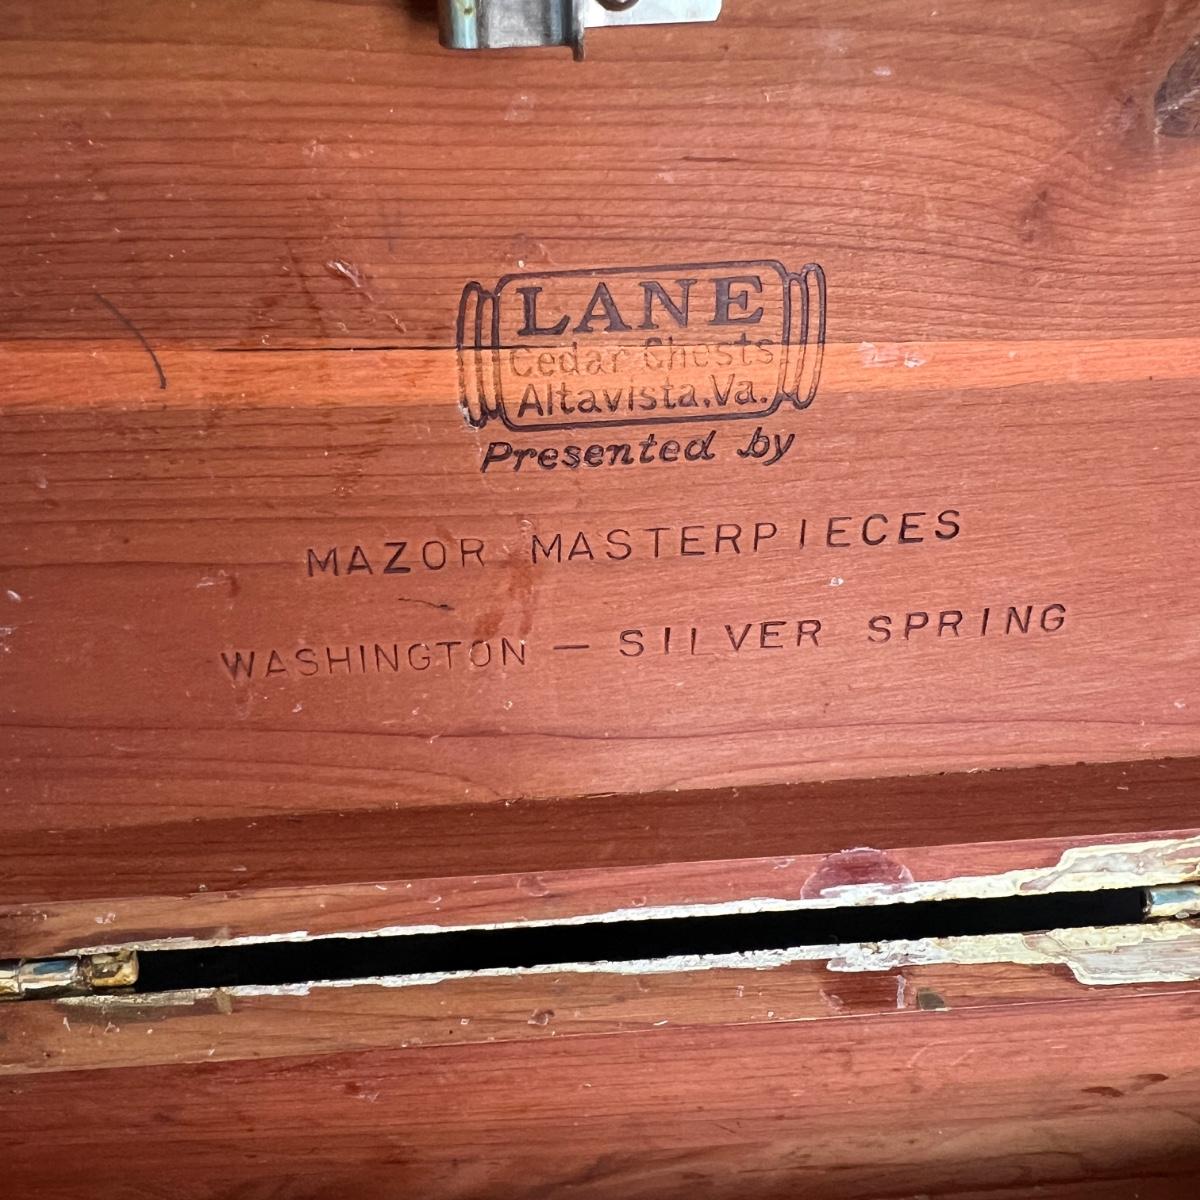 LANE
Cedar Chests
Altavista, Va.
Presented by
MAZOR MASTERPIECES
WASHINGTON — SILVER SPRING